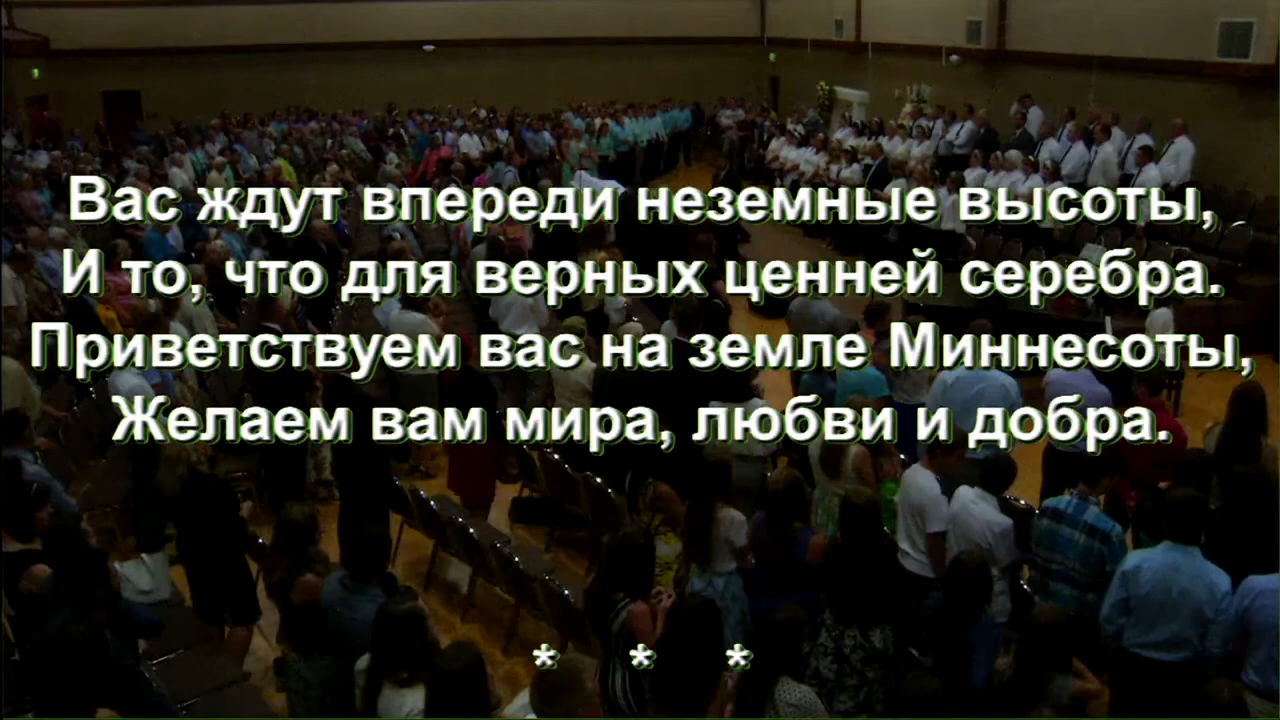 Вас ждут впереди неземные высоты,
И то, что для верных ценней серебра.
Приветствуем вас на земле Миннесоты,
Желаем вам мира, любви и добра.
* * *